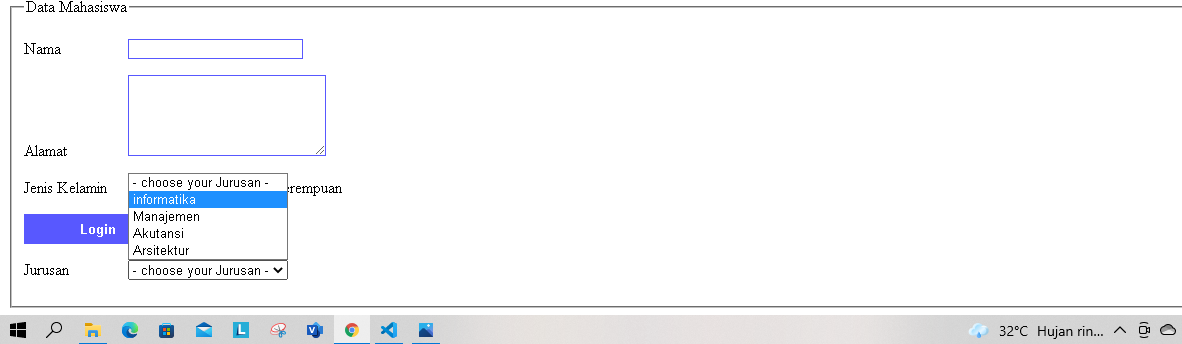 Data Mahasiswa
Nama
Alamat
Jenis Kelamin
- choose your Jurusan -
informatika
Manajemen
Akutansi
Arsitektur
Login
Jurusan
- choose your Jurusan -
32°C Hujan rin...